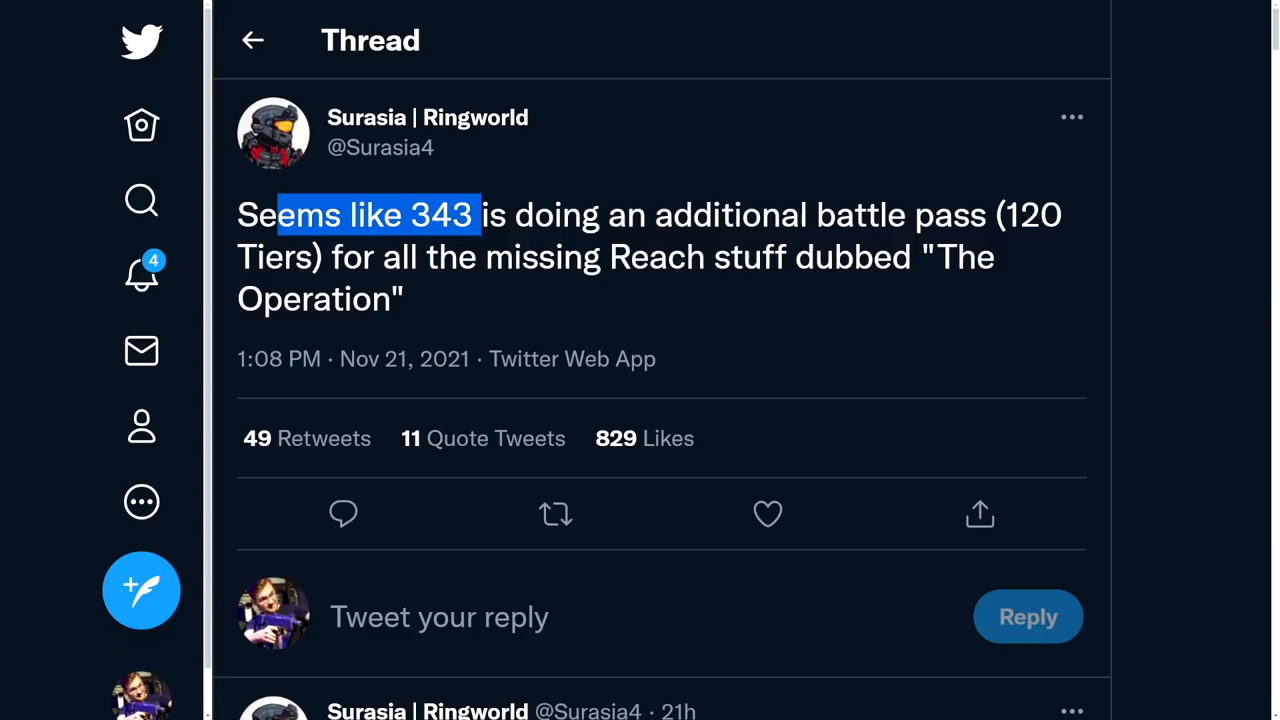 Thread
Surasia | Ringworld
@Surasia4
Seems like 343 is doing an additional battle pass (120
Tiers) for all the missing Reach stuff dubbed "The
Operation"
1:08 PM · Nov 21, 2021 · Twitter Web App
49 Retweets 11 Quote Tweets 829 Likes
4
Tweet your reply
Reply
Surasia | Ringworld @Surasia4 · 21h